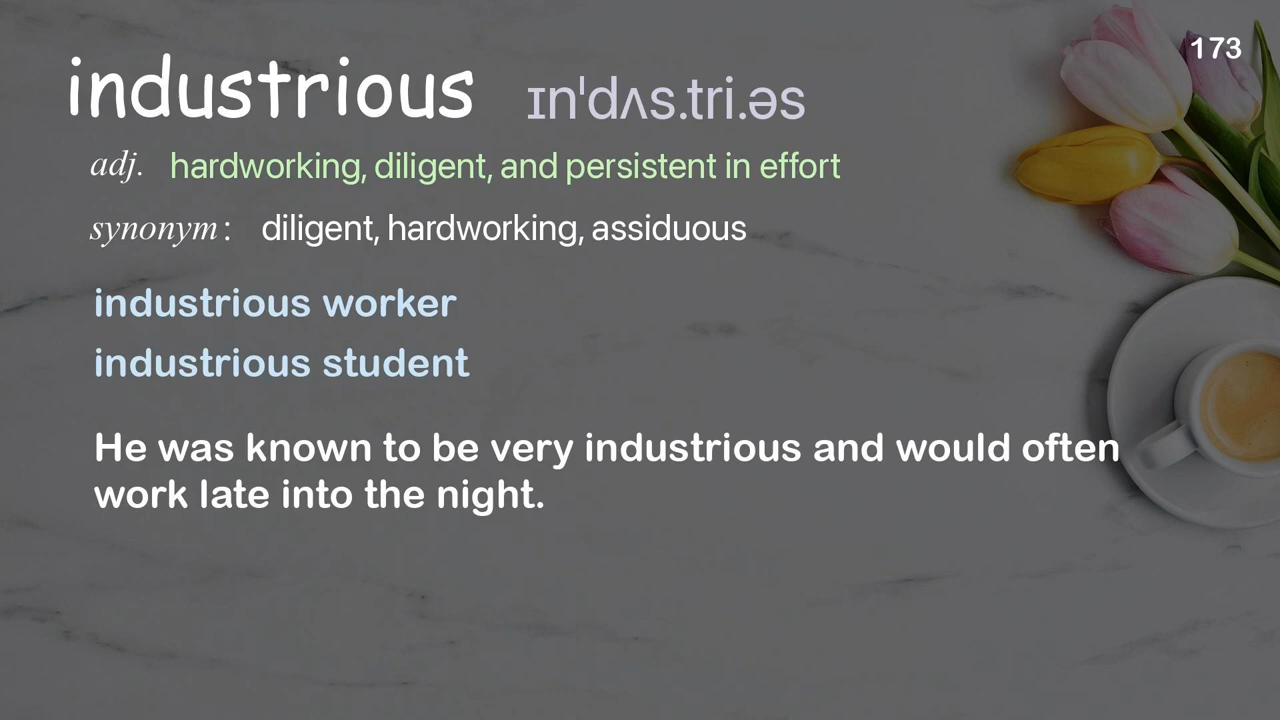 173
industrious ɪnˈdʌs.tri.əs
adj. hardworking, diligent, and persistent in effort
synonym: diligent, hardworking, assiduous
industrious worker
industrious student
He was known to be very industrious and would often
work late into the night.